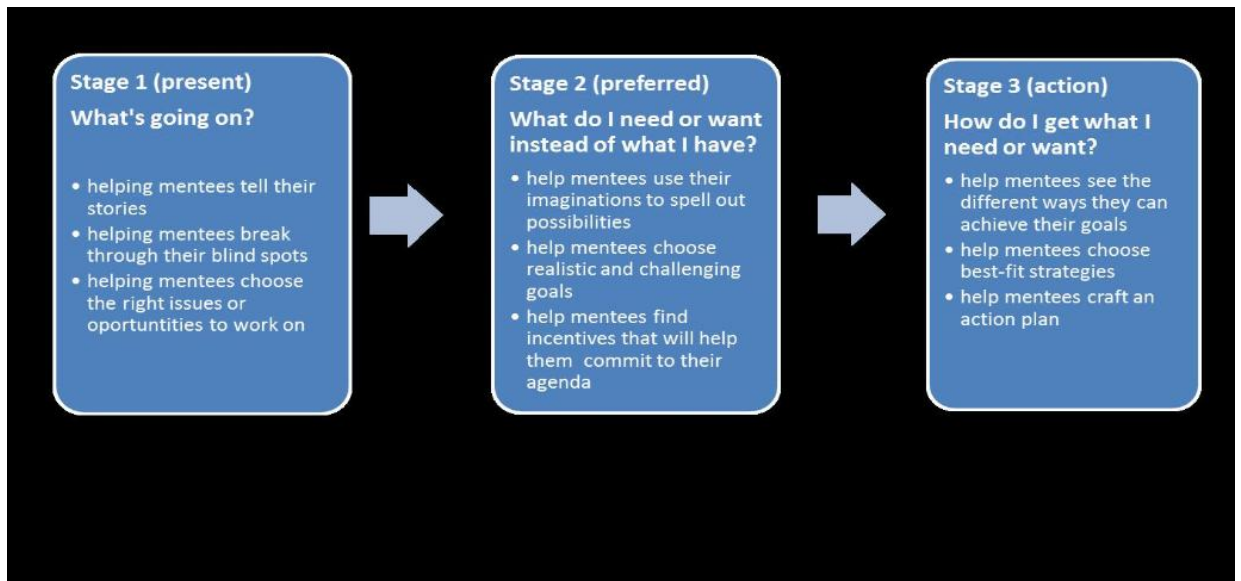 Stage 1 (present)
What's going on?
• helping mentees tell their
stories
• helping mentees break
through their blind spots
• helping mentees choose
the right issues or
oportuntities to work on
Stage 2 (preferred)
What do I need or want
instead of what I have?
• help mentees use their
imaginations to spell out
possibilities
• help mentees choose
realistic and challenging
goals
• help mentees find
incentives that will help
them commit to their
agenda
Stage 3 (action)
How do I get what I
need or want?
• help mentees see the
different ways they can
achieve their goals
• help mentees choose
best-fit strategies
• help mentees craft an
action plan